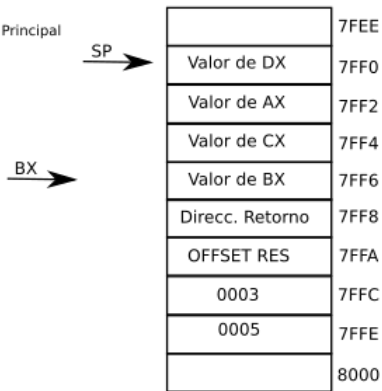 7FEE
Principal
SP
Valor de DX 7FF0
Valor de AX 7FF2
Valor de CX 7FF4
BX
Valor de BX 7FF6
Direcc. Retorno 7FF8
OFFSET RES 7FFA
0003 7FFC
0005 7FFE
8000